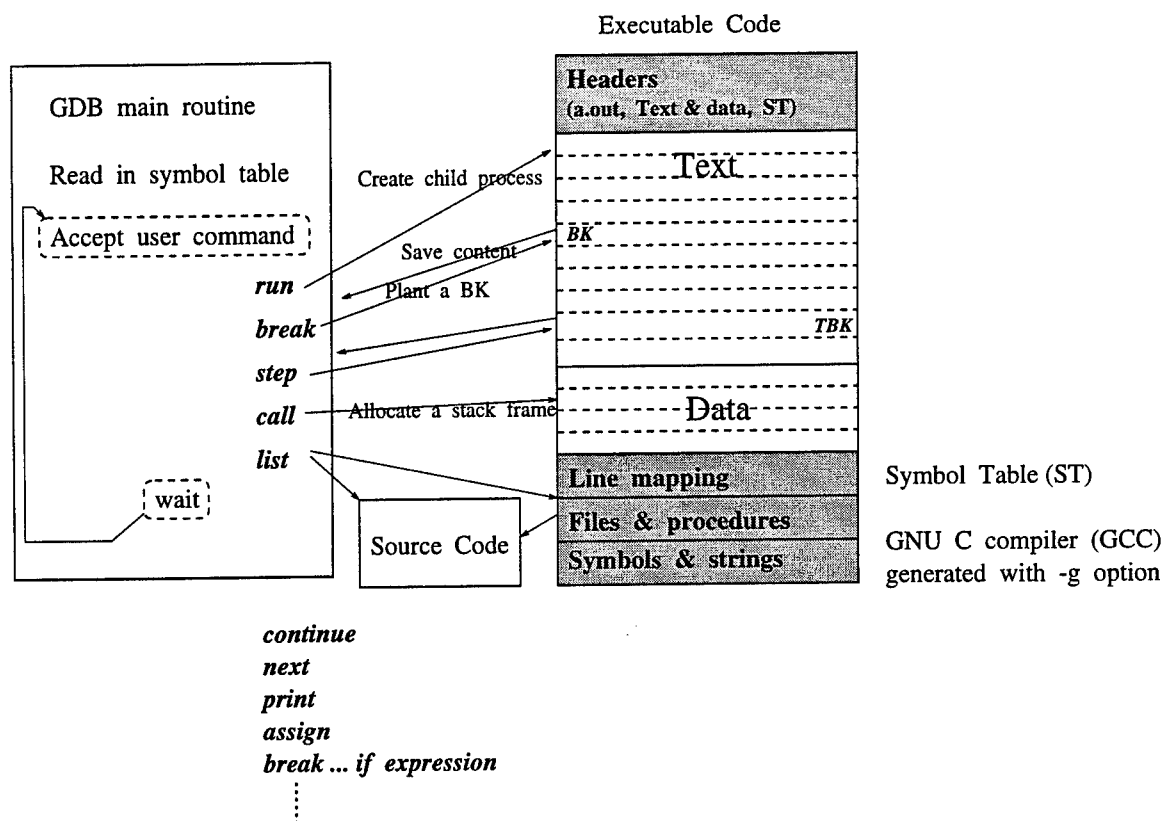 Executable Code
GDB main routine
Read in symbol table
Accept user command
run
break
step
call
list
wait
Create child process
Save content
Plant a BK
Allocate a stack frame
Source Code
Headers
(a.out, Text & data, ST)
Text
BK
TBK
Data
Line mapping
Files & procedures
Symbols & strings
Symbol Table (ST)
GNU C compiler (GCC)
generated with -g option
continue
next
print
assign
break ... if expression